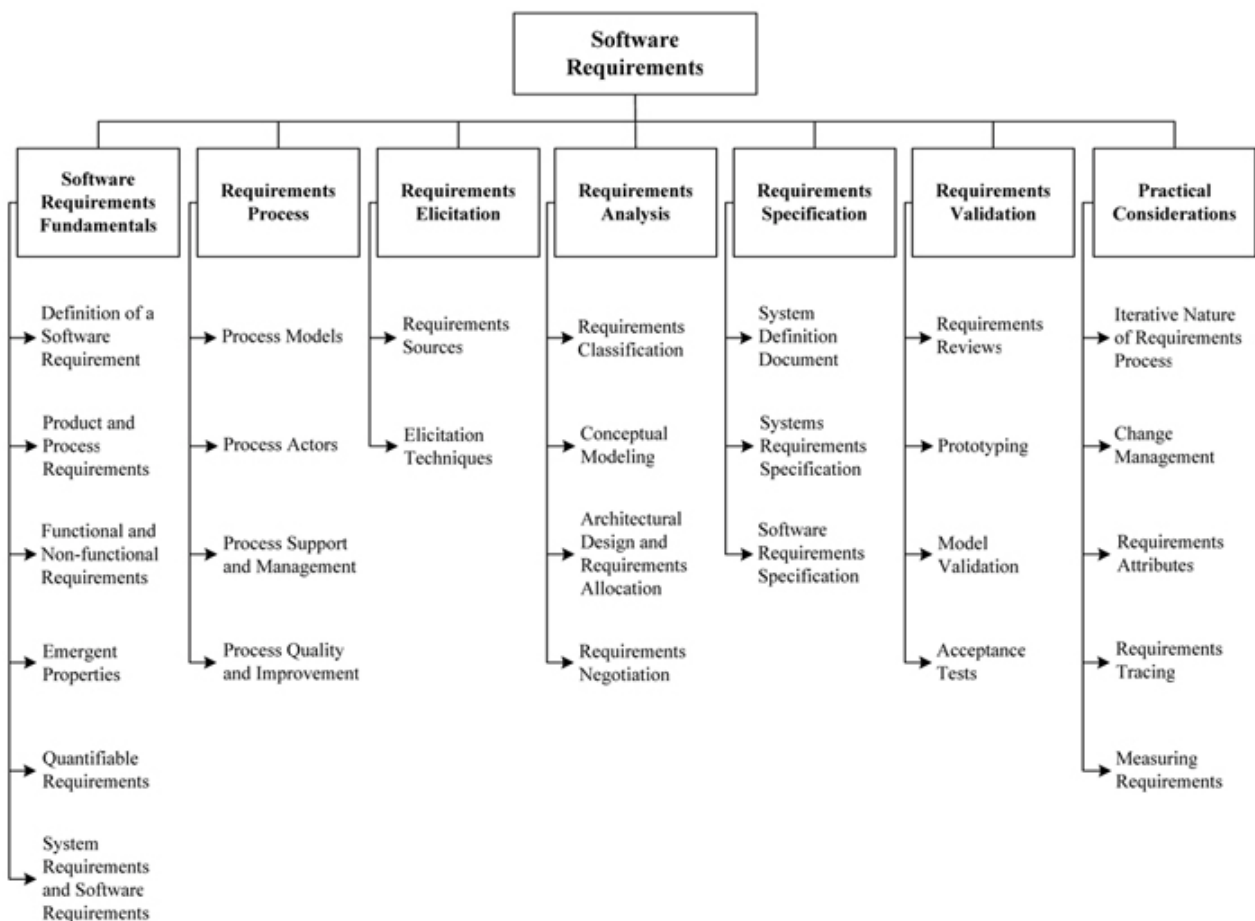 Software
Requirements
Software
Requirements
Fundamentals
Definition of a
Software
Requirement
Product and
Process
Requirements
Functional and
Non-functional
Requirements
Emergent
Properties
Quantifiable
Requirements
System
Requirements
and Software
Requirements
Requirements
Process
Process Models
Process Actors
Process Support
and Management
Process Quality
and Improvement
Requirements
Elicitation
Requirements
Sources
Elicitation
Techniques
Requirements
Analysis
Requirements
Classification
Conceptual
Modeling
Architectural
Design and
Requirements
Allocation
Requirements
Negotiation
Requirements
Specification
System
Definition
Document
Systems
Requirements
Specification
Software
Requirements
Specification
Requirements
Validation
Requirements
Reviews
Prototyping
Model
Validation
Acceptance
Tests
Practical
Considerations
Iterative Nature
of Requirements
Process
Change
Management
Requirements
Attributes
Requirements
Tracing
Measuring
Requirements